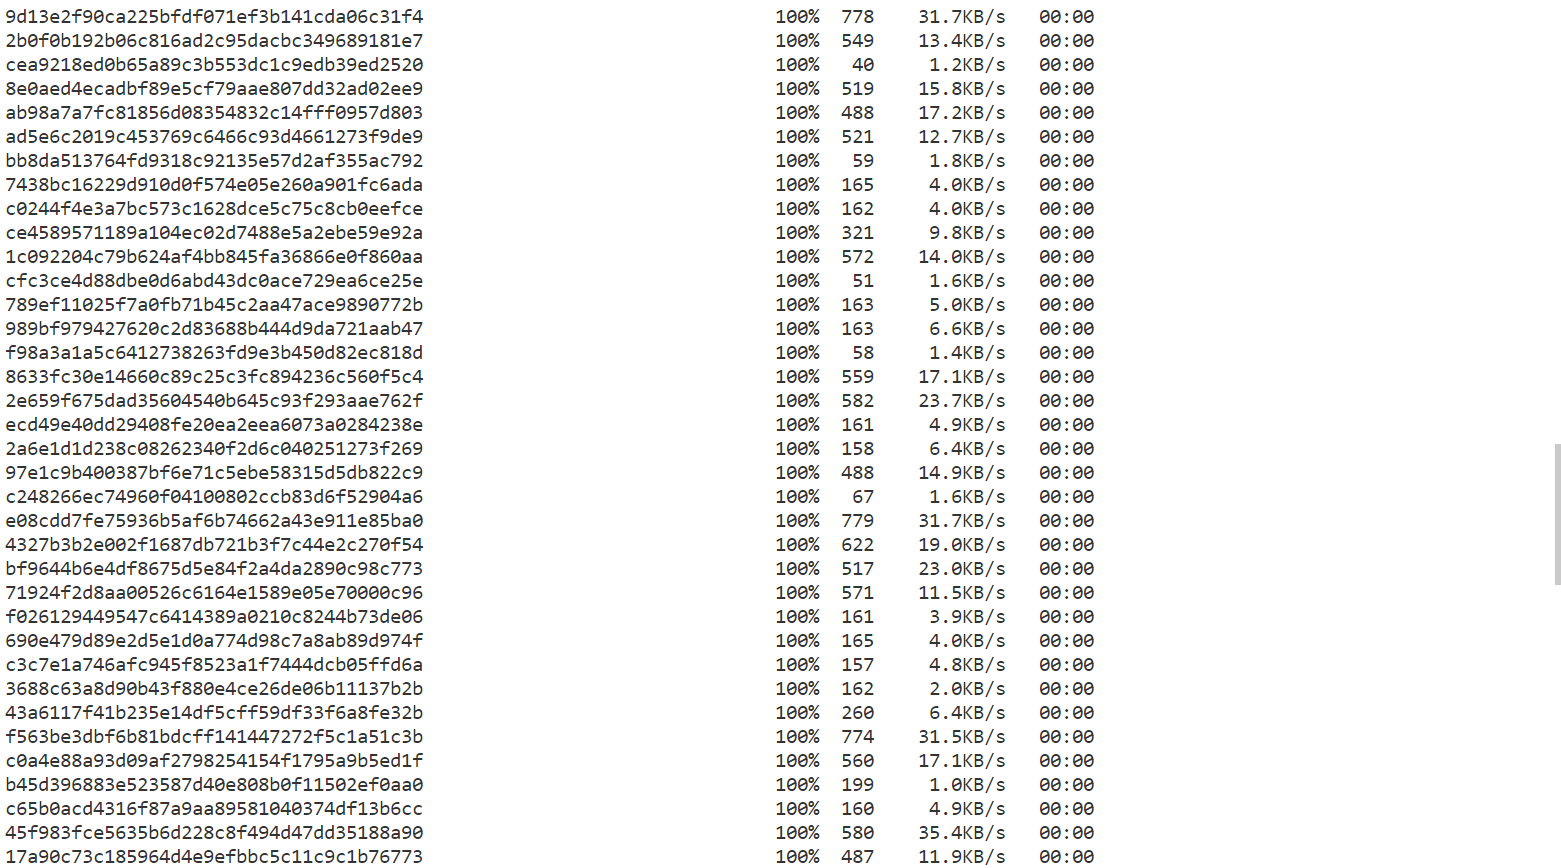 9d13e2f90ca225bfdf071ef3b141cda06c31f4 100% 778 31.7KB/s 00:00
2b0f0b192b06c816ad2c95dacbc349689181e7 100% 549 13.4KB/s 00:00
cea9218ed0b65a89c3b553dc1c9edb39ed2520 100% 40 1.2KB/s 00:00
8e0aed4ecadbf89e5cf79aae807dd32ad02ee9 100% 519 15.8KB/s 00:00
ab98a7a7fc81856d08354832c14fff0957d803 100% 488 17.2KB/s 00:00
ad5e6c2019c453769c6466c93d4661273f9de9 100% 521 12.7KB/s 00:00
bb8da513764fd9318c92135e57d2af355ac792 100% 59 1.8KB/s 00:00
7438bc16229d910d0f574e05e260a901fc6ada 100% 165 4.0KB/s 00:00
c0244f4e3a7bc573c1628dce5c75c8cb0eefce 100% 162 4.0KB/s 00:00
ce4589571189a104ec02d7488e5a2ebe59e92a 100% 321 9.8KB/s 00:00
1c092204c79b624af4bb845fa36866e0f860aa 100% 572 14.0KB/s 00:00
cfc3ce4d88dbe0d6abd43dc0ace729ea6ce25e 100% 51 1.6KB/s 00:00
789ef11025f7a0fb71b45c2aa47ace9890772b 100% 163 5.0KB/s 00:00
989bf979427620c2d83688b444d9da721aab47 100% 163 6.6KB/s 00:00
f98a3a1a5c6412738263fd9e3b450d82ec818d 100% 58 1.4KB/s 00:00
8633fc30e14660c89c25c3fc894236c560f5c4 100% 559 17.1KB/s 00:00
2e659f675dad35604540b645c93f293aae762f 100% 582 23.7KB/s 00:00
ecd49e40dd29408fe20ea2eea6073a0284238e 100% 161 4.9KB/s 00:00
2a6e1d1d238c08262340f2d6c040251273f269 100% 158 6.4KB/s 00:00
97e1c9b400387bf6e71c5ebe58315d5db822c9 100% 488 14.9KB/s 00:00
c248266ec74960f04100802ccb83d6f52904a6 100% 67 1.6KB/s 00:00
e08cdd7fe75936b5af6b74662a43e911e85ba0 100% 779 31.7KB/s 00:00
4327b3b2e002f1687db721b3f7c44e2c270f54 100% 622 19.0KB/s 00:00
bf9644b6e4df8675d5e84f2a4da2890c98c773 100% 517 23.0KB/s 00:00
71924f2d8aa00526c6164e1589e05e70000c96 100% 571 11.5KB/s 00:00
f026129449547c6414389a0210c8244b73de06 100% 161 3.9KB/s 00:00
690e479d89e2d5e1d0a774d98c7a8ab89d974f 100% 165 4.0KB/s 00:00
c3c7e1a746afc945f8523a1f7444dcb05ffd6a 100% 157 4.8KB/s 00:00
3688c63a8d90b43f880e4ce26de06b11137b2b 100% 162 2.0KB/s 00:00
43a6117f41b235e14df5cff59df33f6a8fe32b 100% 260 6.4KB/s 00:00
f563be3dbf6b81bdcff141447272f5c1a51c3b 100% 774 31.5KB/s 00:00
c0a4e88a93d09af2798254154f1795a9b5ed1f 100% 560 17.1KB/s 00:00
b45d396883e523587d40e808b0f11502ef0aa0 100% 199 1.0KB/s 00:00
c65b0acd4316f87a9aa89581040374df13b6cc 100% 160 4.9KB/s 00:00
45f983fce5635b6d228c8f494d47dd35188a90 100% 580 35.4KB/s 00:00
17a90c73c185964d4e9efbbc5c11c9c1b76773 100% 487 11.9KB/s 00:00